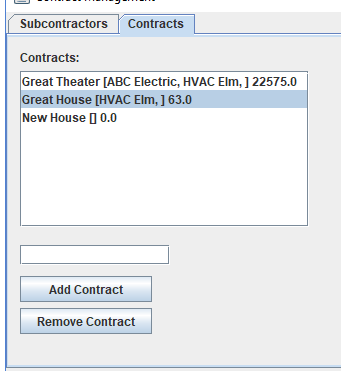 Subcontractors
Contracts
Contracts:
Great Theater [ABC Electric, HVAC Elm, ] 22575.0
Great House [HVAC Elm, ] 63.0
New House [] 0.0
Add Contract
Remove Contract